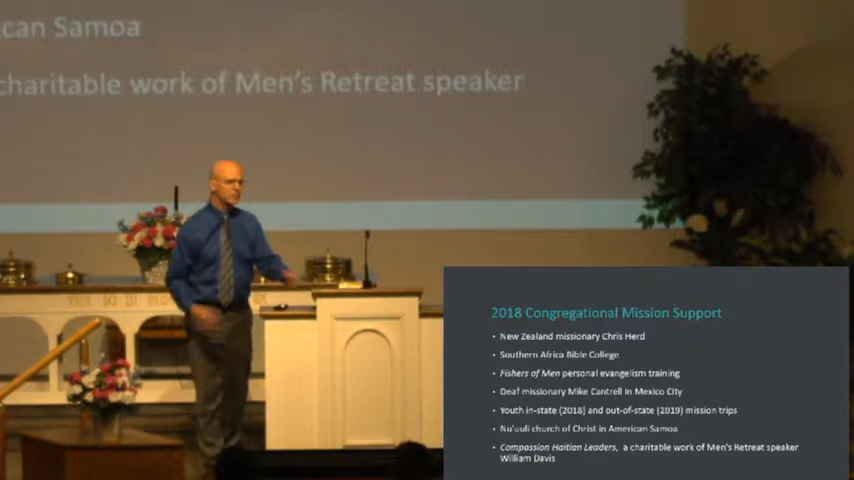 can Samoa
charitable work of Men's Retreat speaker
2018 Congregational Mission Support
• New Zealand missionary Chris Herd
• Southern Africa Bible College
• Fishers of Men personal evangelism training
• Deaf missionary Mike Cantrell in Mexico City
• Youth in-state (2018) and out-of-state (2019) mission trips
• Nu'uuli church of Christ in American Samoa
• Compassion Haitian Leaders, a charitable work of Men's Retreat speaker
William Davis